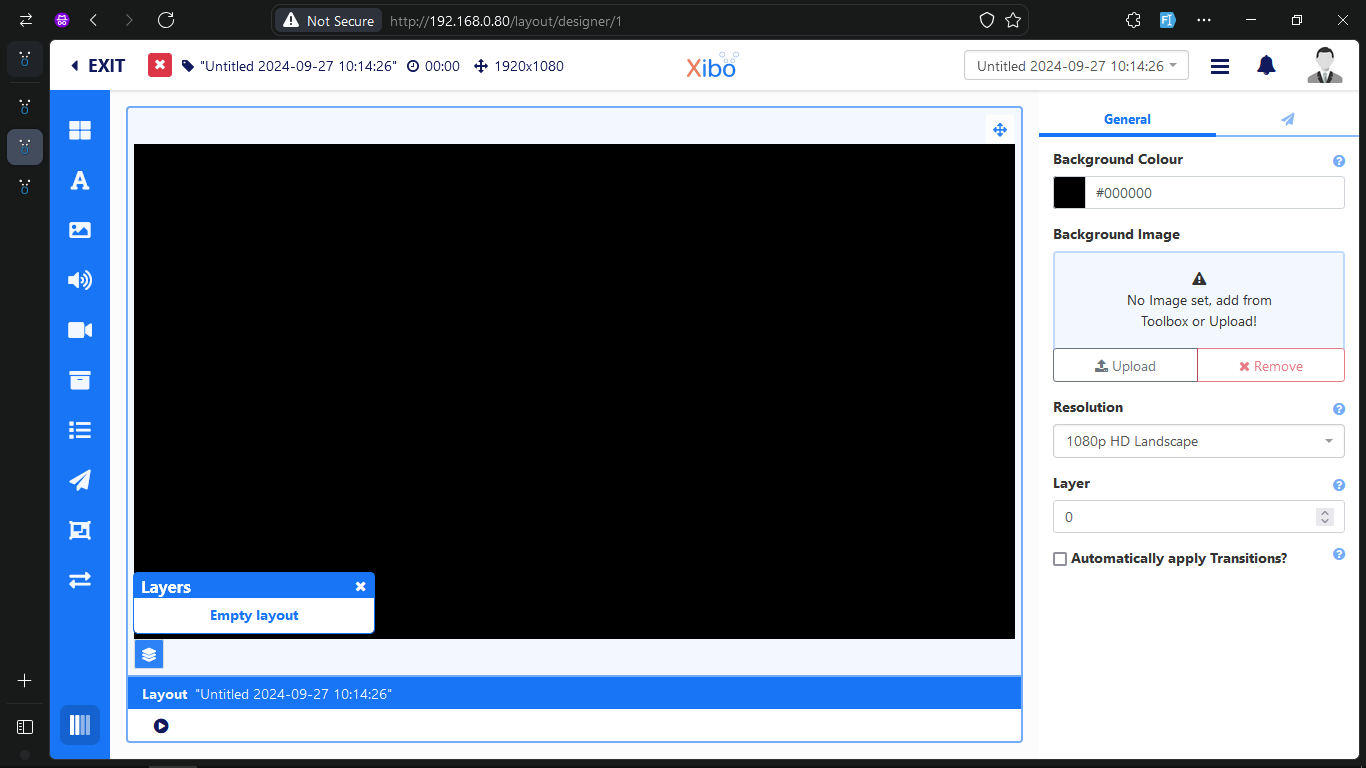 Not Secure
http://192.168.0.80/layout/designer/1
EXIT
"Untitled 2024-09-27 10:14:26"
00:00
1920x1080
Xibo
Untitled 2024-09-27 10:14:26
General
Background Colour
#000000
Background Image
No Image set, add from
Toolbox or Upload!
Upload
Remove
Resolution
1080p HD Landscape
Layer
0
Automatically apply Transitions?
Layers
Empty layout
Layout "Untitled 2024-09-27 10:14:26"